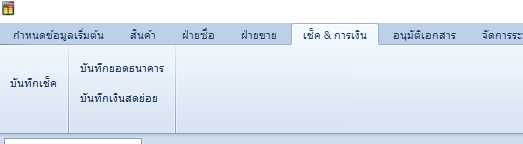 กำหนดข้อมูลเริ่มต้น สินค้า ฝ่ายซื้อ ฝ่ายขาย เช็ค & การเงิน อนุมัติเอกสาร จัดการระ
บันทึกยอดธนาคาร
บันทึกเช็ค
บันทึกเงินสดย่อย